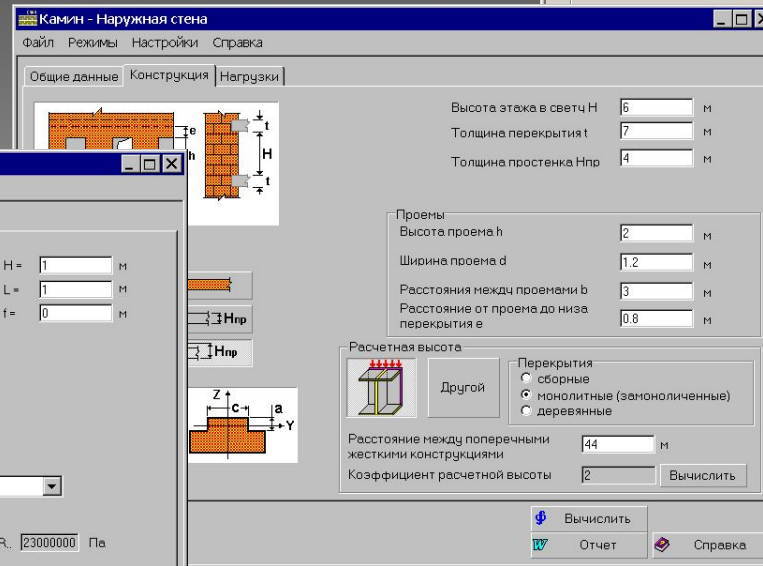 Камин - Наружная стена
Файл Режимы Настройки Справка
Общие данные Конструкция Нагрузки
e
h
t
H
t
Высота этажа в свету H 6 м
Толщина перекрытия t 7 м
Толщина простенка Hпр 4 м
Проемы
Высота проема h 2 м
Ширина проема d 1.2 м
Расстояния между проемами b 3 м
Расстояние от проема до низа
перекрытия e 0.8 м
H = 1 м
L = 1 м
f = 0 м
Hпр
Hпр
Z
c
a
Y
Расчетная высота
Другой
Перекрытия
сборные
монолитные (замоноличенные)
деревянные
Расстояние между поперечными
жесткими конструкциями 44 м
Коэффициент расчетной высоты 2 Вычислить
R.. 23000000 Па
Вычислить
W Отчет
Справка